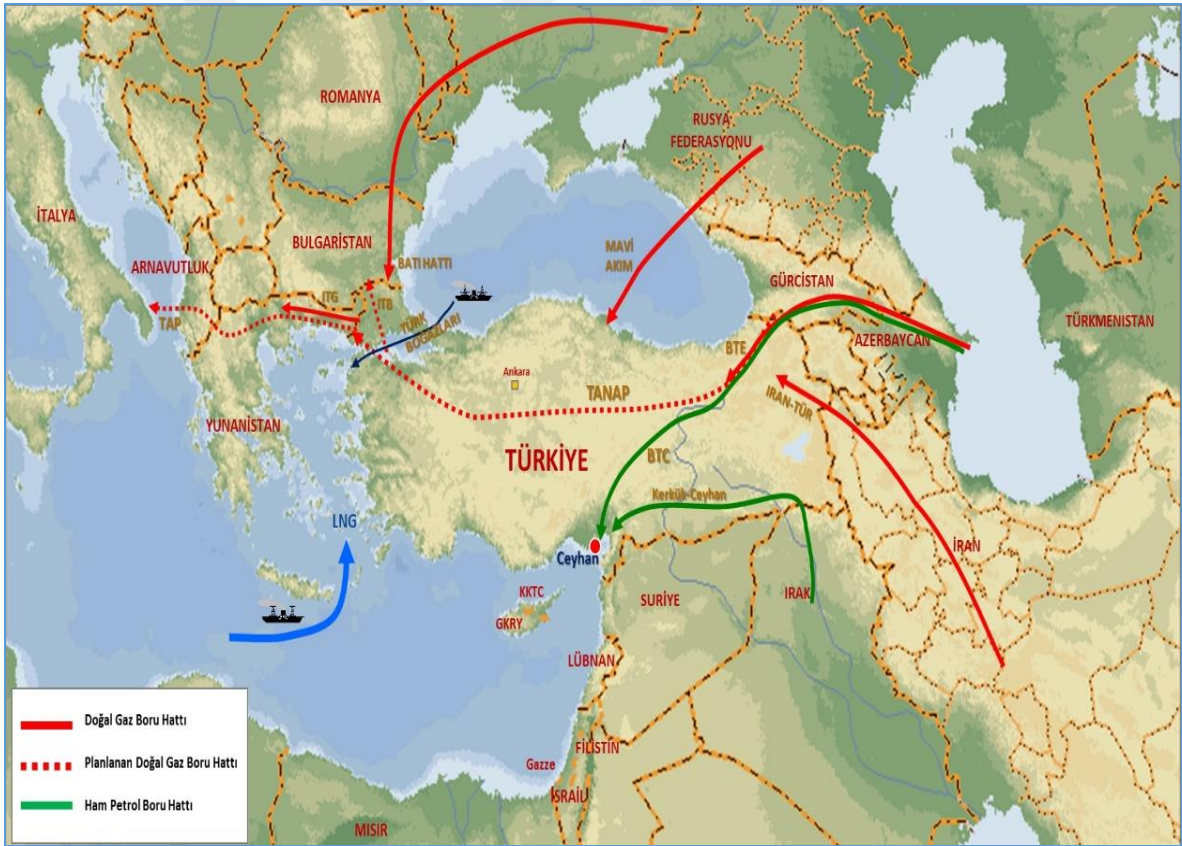 ROMANYA
RUSYA
FEDERASYONU
İTALYA
BULGARİSTAN
ARNAVUTLUK
BATI HATTI
MAVİ
AKIM
GÜRCİSTAN
TÜRKMENİSTAN
ITG
ITB
TÜRK
BOĞAZLARI
TAP
AZERBAYCAN
BTE
Ankara
TANAP
IRAN-TÜR
YUNANİSTAN
TÜRKİYE
BTC
Kerkük-Ceyhan
LNG
Ceyhan
İRAN
KKTC
GKRY
SURİYE
IRAK
LÜBNAN
FİLİSTİN
Gazze
İSRAİU
MISIR
Doğal Gaz Boru Hattı
Planlanan Doğal Gaz Boru Hattı
Ham Petrol Boru Hattı